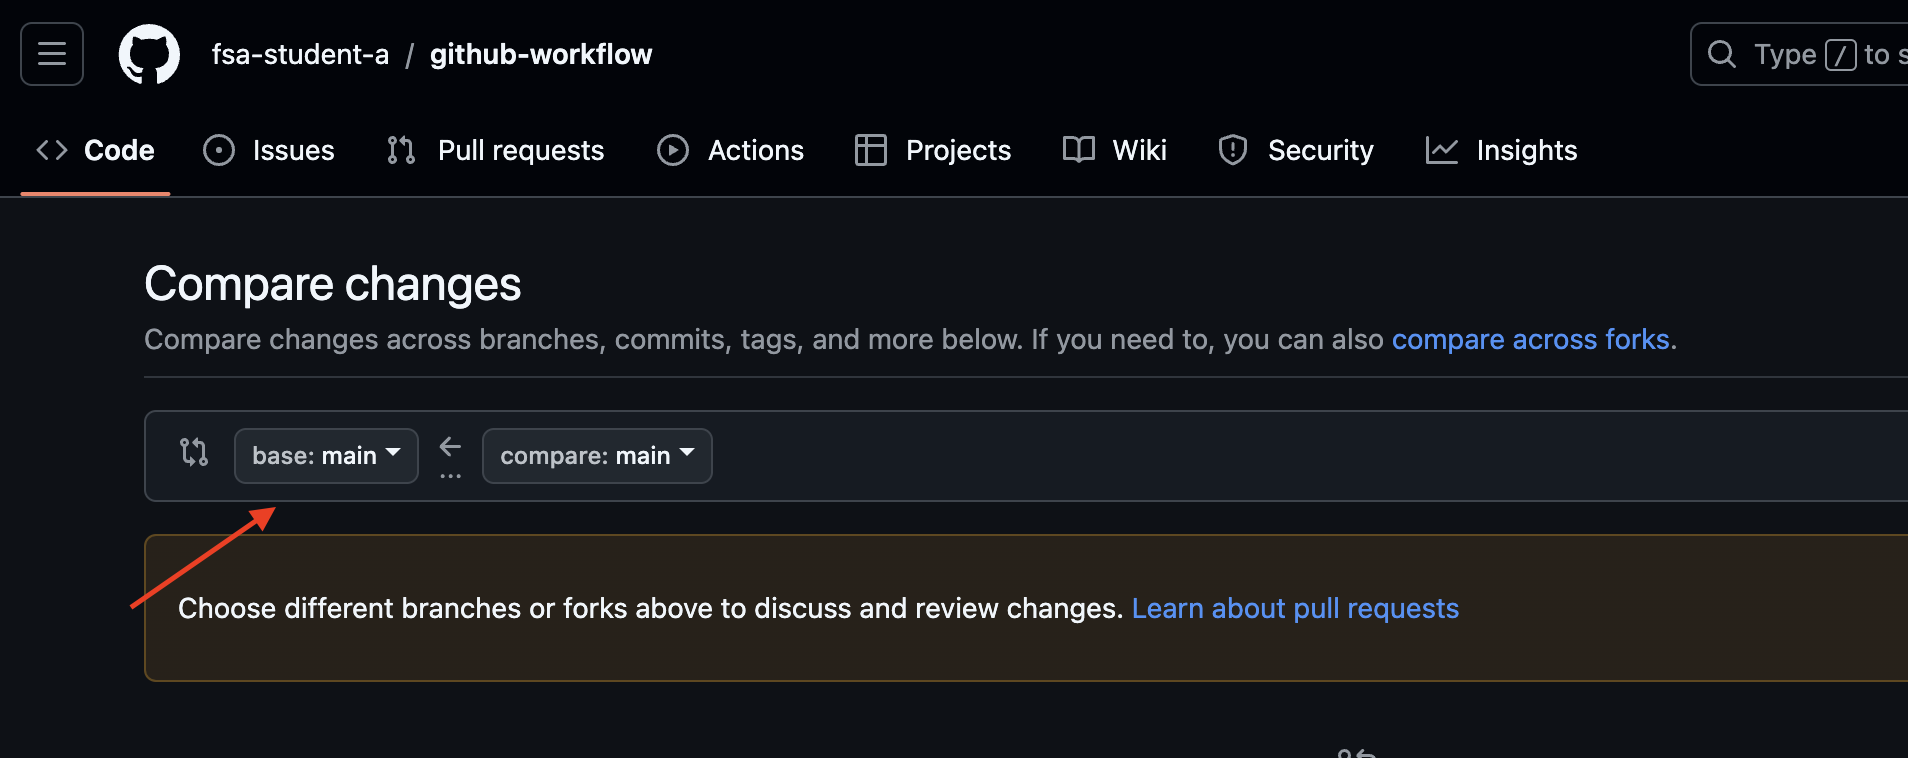 fsa-student-a / github-workflow
Type / to s
Code Issues Pull requests Actions Projects Wiki Security Insights
Compare changes
Compare changes across branches, commits, tags, and more below. If you need to, you can also compare across forks.
base: main ... compare: main
Choose different branches or forks above to discuss and review changes. Learn about pull requests